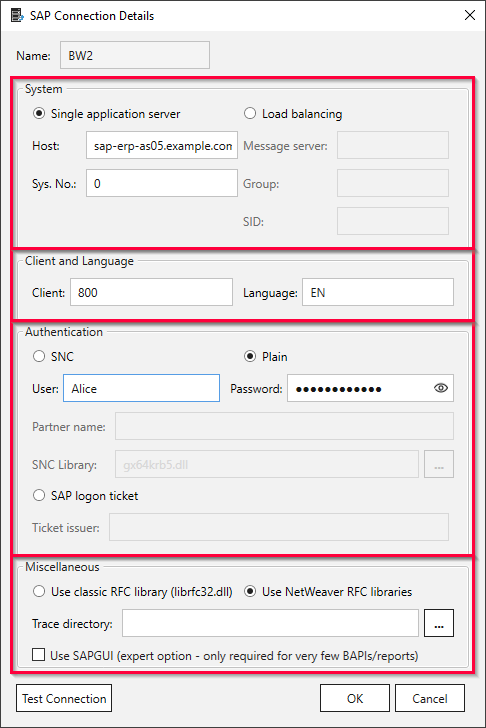 SAP Connection Details
Name: BW2
System
Single application server Load balancing
Host: sap-erp-as05.example.com Message server:
Sys. No.: 0 Group:
SID:
Client and Language
Client: 800 Language: EN
Authentication
SNC Plain
User: Alice Password: ●●●●●●●●●●●●
Partner name:
SNC Library: gx64krb5.dll ...
SAP logon ticket
Ticket issuer:
Miscellaneous
Use classic RFC library (librfc32.dll) Use NetWeaver RFC libraries
Trace directory: ...
Use SAPGUI (expert option - only required for very few BAPIs/reports)
Test Connection OK Cancel